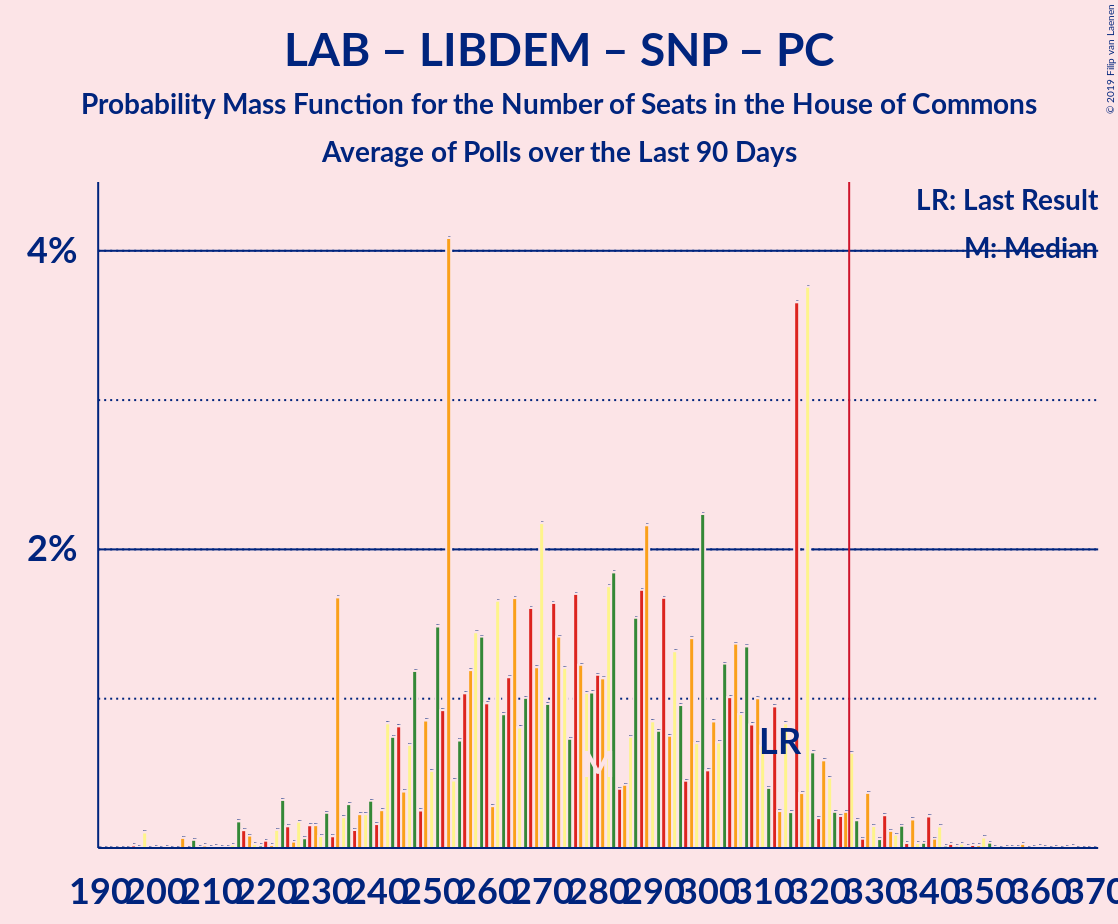 LAB – LIBDEM – SNP – PC
Probability Mass Function for the Number of Seats in the House of Commons
Average of Polls over the Last 90 Days
© 2019 Filip van Laenen
LR: Last Result
M: Median
4%
2%
LR
M
190 200 210 220 230 240 250 260 270 280 290 300 310 320 330 340 350 360 370